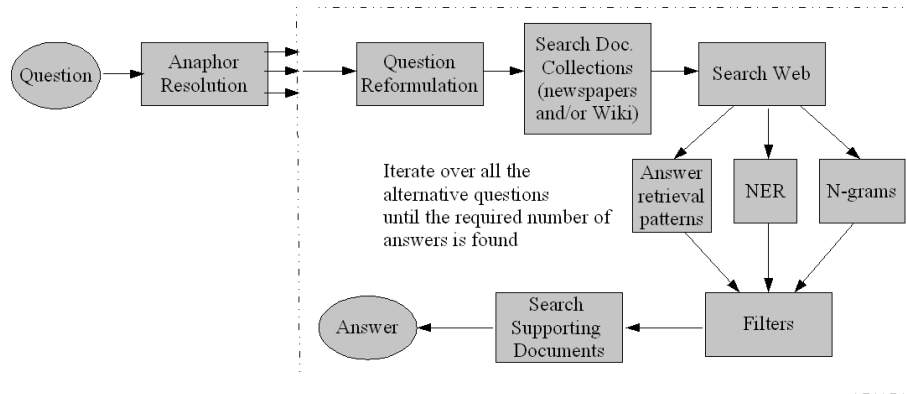 Question
Anaphor
Resolution
Question
Reformulation
Search Doc.
Collections
(newspapers
and/or Wiki)
Search Web
Iterate over all the
alternative questions
until the required number of
answers is found
Answer
retrieval
patterns
NER
N-grams
Filters
Search
Supporting
Documents
Answer